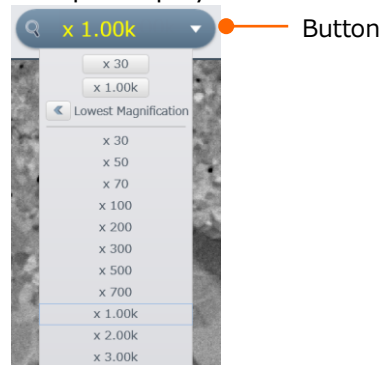 x 1.00k
Button
x 30
x 1.00k
Lowest Magnification
x 30
x 50
x 70
x 100
x 200
x 300
x 500
x 700
x 1.00k
x 2.00k
x 3.00k